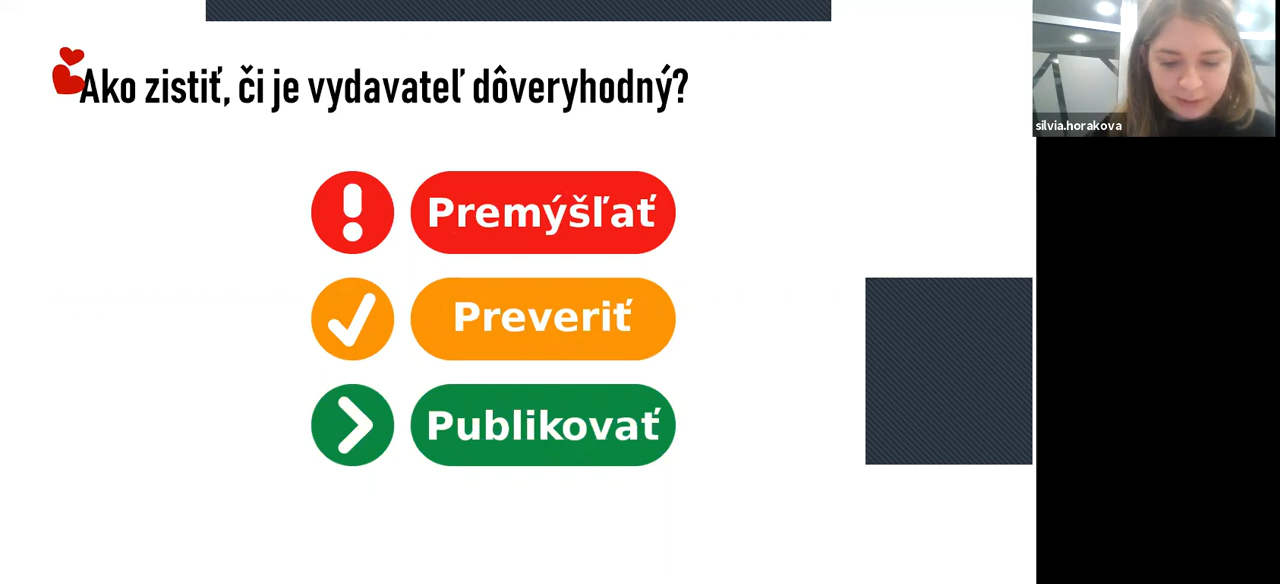 Ako zistiť, či je vydavateľ dôveryhodný?
silvia.horakova
Premýšľať
Preveriť
Publikovať